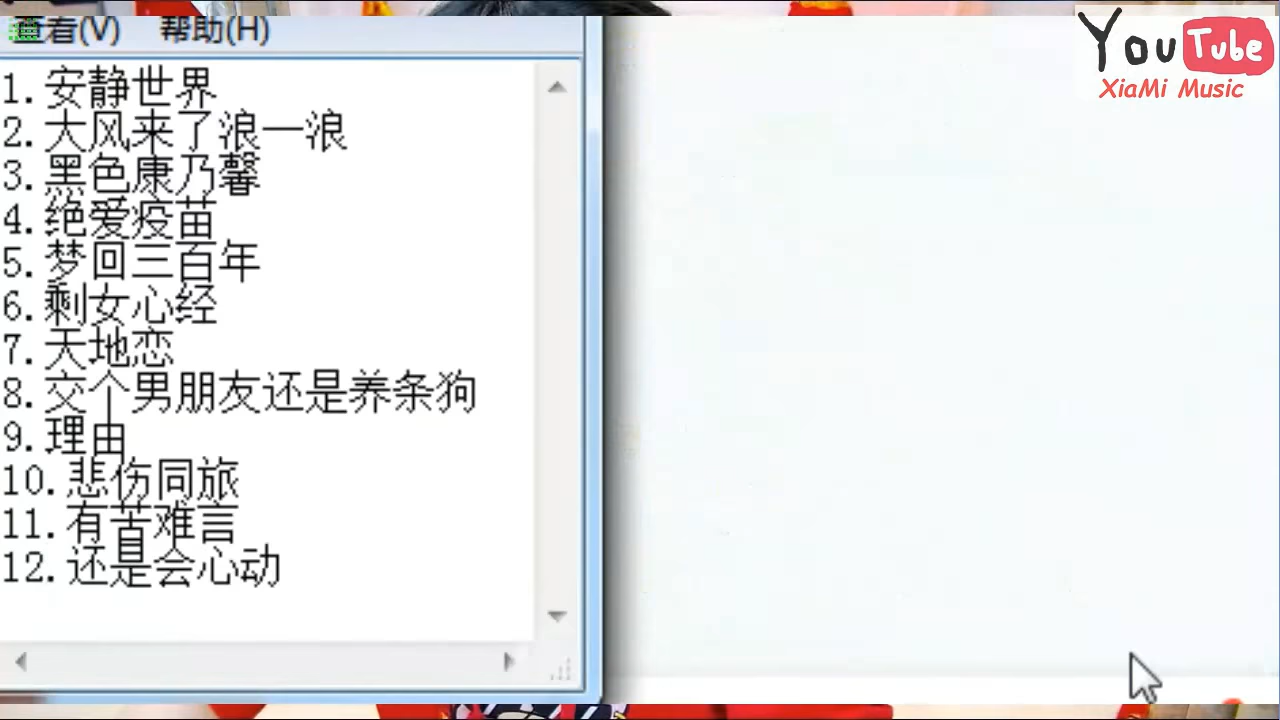 查看(V) 帮助(H)
YouTube
XiaMi Music
1.安静世界
2.大风来了浪一浪
3.黑色康乃馨
4.绝爱疫苗
5.梦回三百年
6.剩女心经
7.天地恋
8.交个男朋友还是养条狗
9.理由
10.悲伤同旅
11.有苦难言
12.还是会心动